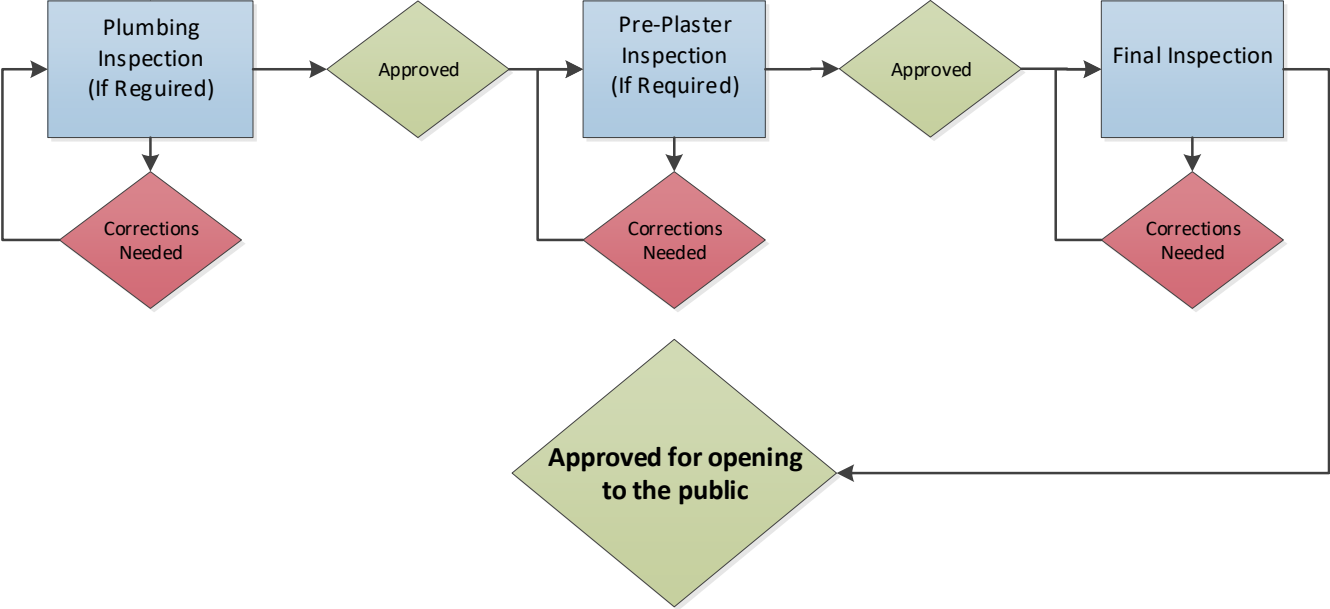 Plumbing
Inspection
(If Reguired)
Approved
Pre-Plaster
Inspection
(If Required)
Approved
Final Inspection
Corrections
Needed
Corrections
Needed
Corrections
Needed
Approved for opening
to the public